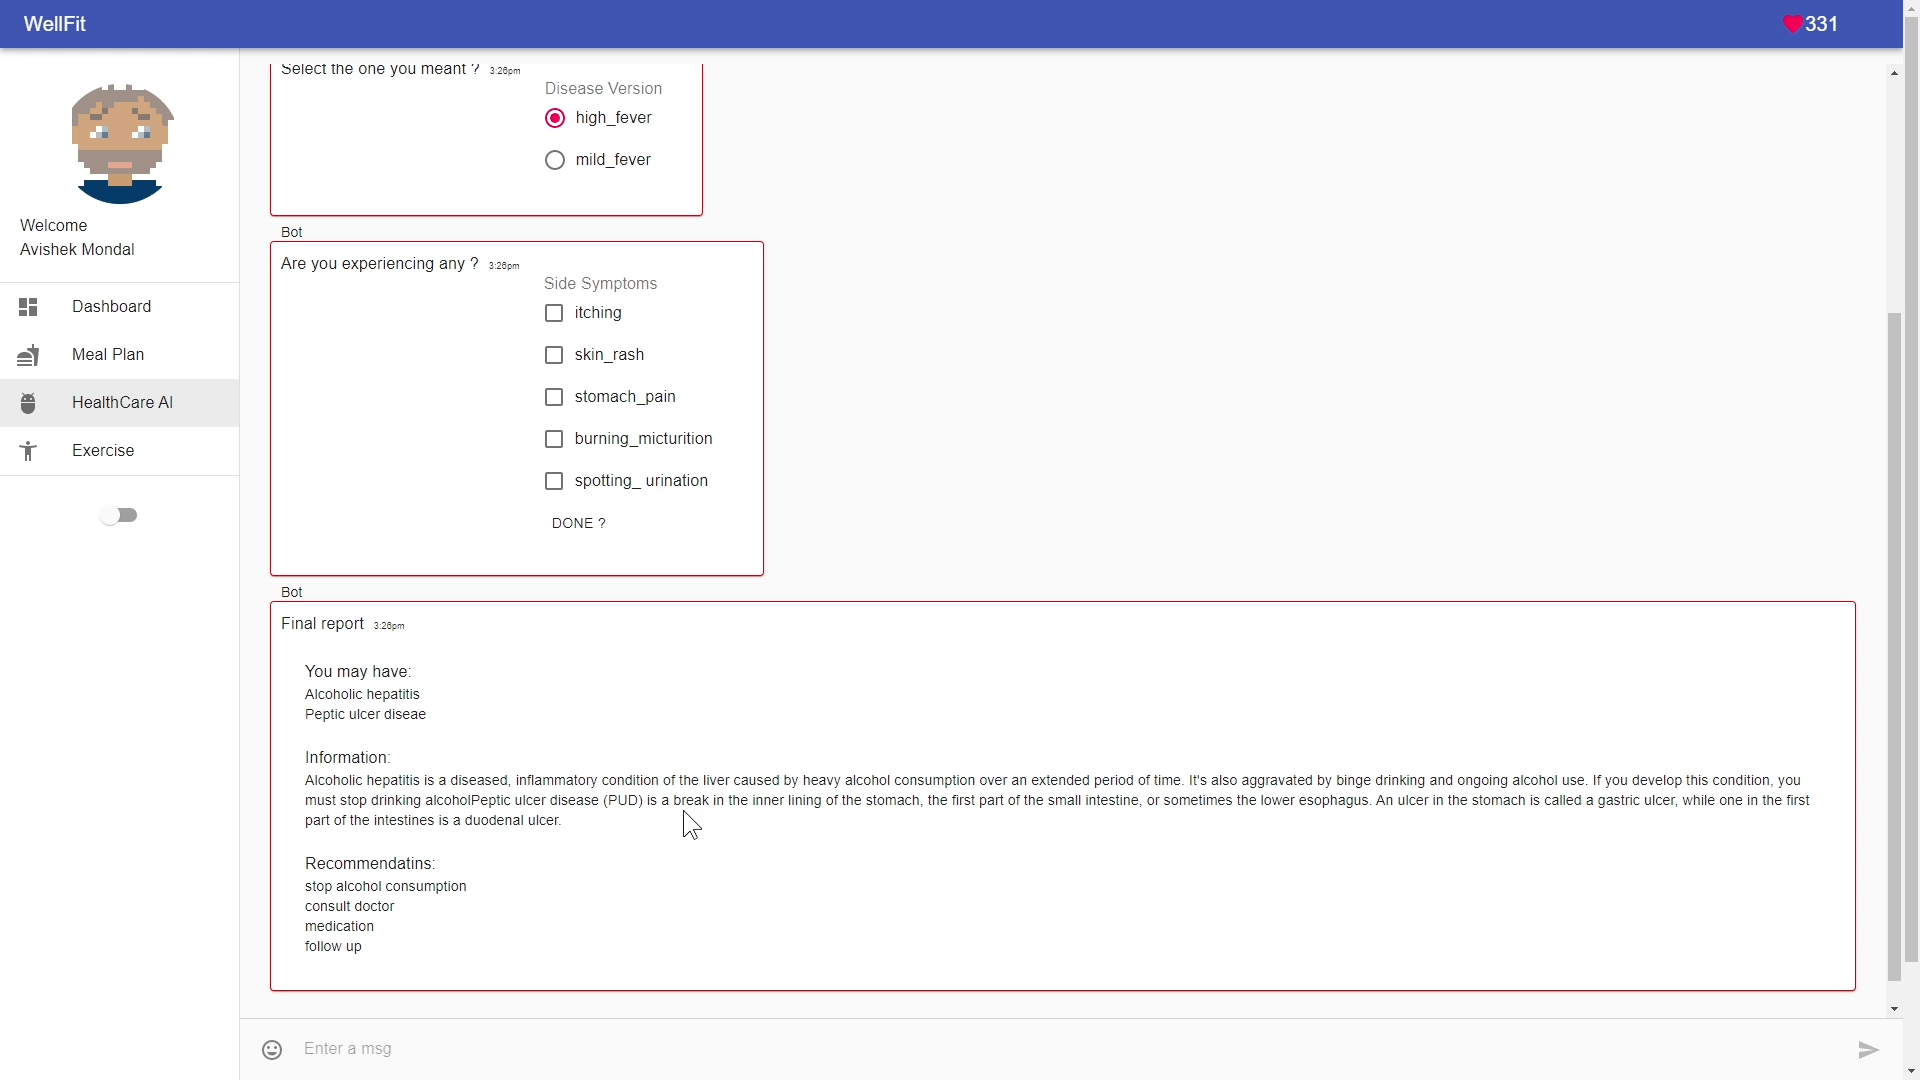 WellFit
331
Welcome
Avishek Mondal
Dashboard
Meal Plan
HealthCare AI
Exercise
Select the one you meant ? 3:26pm
Disease Version
high_fever
mild_fever
Bot
Are you experiencing any ? 3:26pm
Side Symptoms
itching
skin_rash
stomach_pain
burning_micturition
spotting_ urination
DONE ?
Bot
Final report 3:26pm
You may have:
Alcoholic hepatitis
Peptic ulcer diseae
Information:
Alcoholic hepatitis is a diseased, inflammatory condition of the liver caused by heavy alcohol consumption over an extended period of time. It's also aggravated by binge drinking and ongoing alcohol use. If you develop this condition, you
must stop drinking alcoholPeptic ulcer disease (PUD) is a break in the inner lining of the stomach, the first part of the small intestine, or sometimes the lower esophagus. An ulcer in the stomach is called a gastric ulcer, while one in the first
part of the intestines is a duodenal ulcer.
Recommendatins:
stop alcohol consumption
consult doctor
medication
follow up
Enter a msg